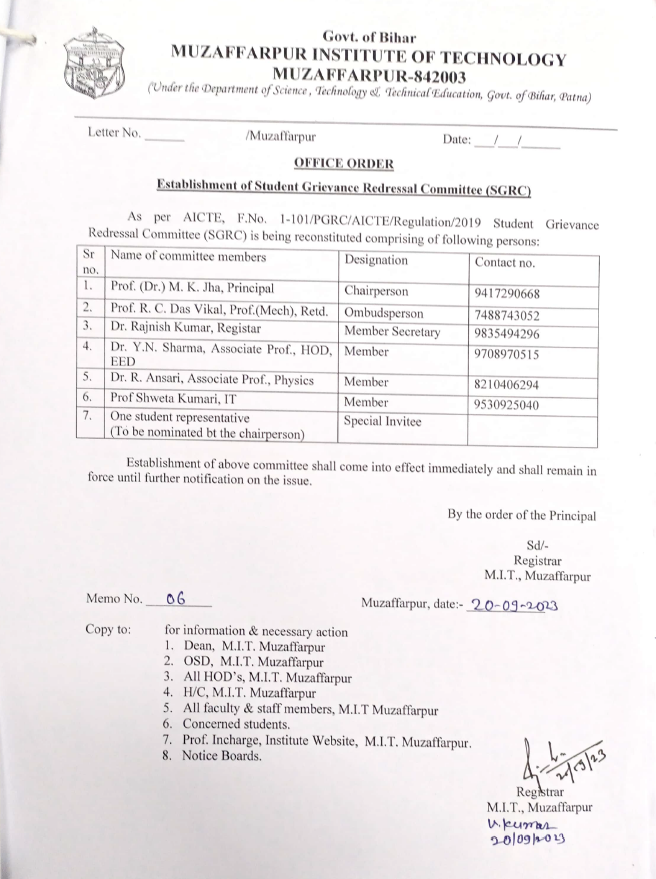 Govt. of Bihar
MUZAFFARPUR INSTITUTE OF TECHNOLOGY
MUZAFFARPUR-842003
(Under the Department of Science, Technology & Technical Education, Govt. of Bihar, Patna)
Letter No. ______ /Muzaffarpur Date: ___/___/_____
OFFICE ORDER
Establishment of Student Grievance Redressal Committee (SGRC)
As per AICTE, F.No. 1-101/PGRC/AICTE/Regulation/2019 Student Grievance
Redressal Committee (SGRC) is being reconstituted comprising of following persons:
Sr no. Name of committee members Designation Contact no.
1. Prof. (Dr.) M. K. Jha, Principal Chairperson 9417290668
2. Prof. R. C. Das Vikal, Prof.(Mech), Retd. Ombudsperson 7488743052
3. Dr. Rajnish Kumar, Registar Member Secretary 9835494296
4. Dr. Y.N. Sharma, Associate Prof., HOD, Member 9708970515
EED
5. Dr. R. Ansari, Associate Prof., Physics Member 8210406294
6. Prof Shweta Kumari, IT Member 9530925040
7. One student representative Special Invitee
(To be nominated bt the chairperson)
Establishment of above committee shall come into effect immediately and shall remain in
force until further notification on the issue.
By the order of the Principal
Sd/-
Registrar
M.I.T., Muzaffarpur
Memo No. 06 Muzaffarpur, date:- 20-09-2023
Copy to: for information & necessary action
1. Dean, M.I.T. Muzaffarpur
2. OSD, M.I.T. Muzaffarpur
3. All HOD's, M.I.T. Muzaffarpur
4. H/C, M.I.T. Muzaffarpur
5. All faculty & staff members, M.I.T Muzaffarpur
6. Concerned students.
7. Prof. Incharge, Institute Website, M.I.T. Muzaffarpur.
8. Notice Boards.
Registrar
M.I.T., Muzaffarpur
V.Kumar
20/09/2023